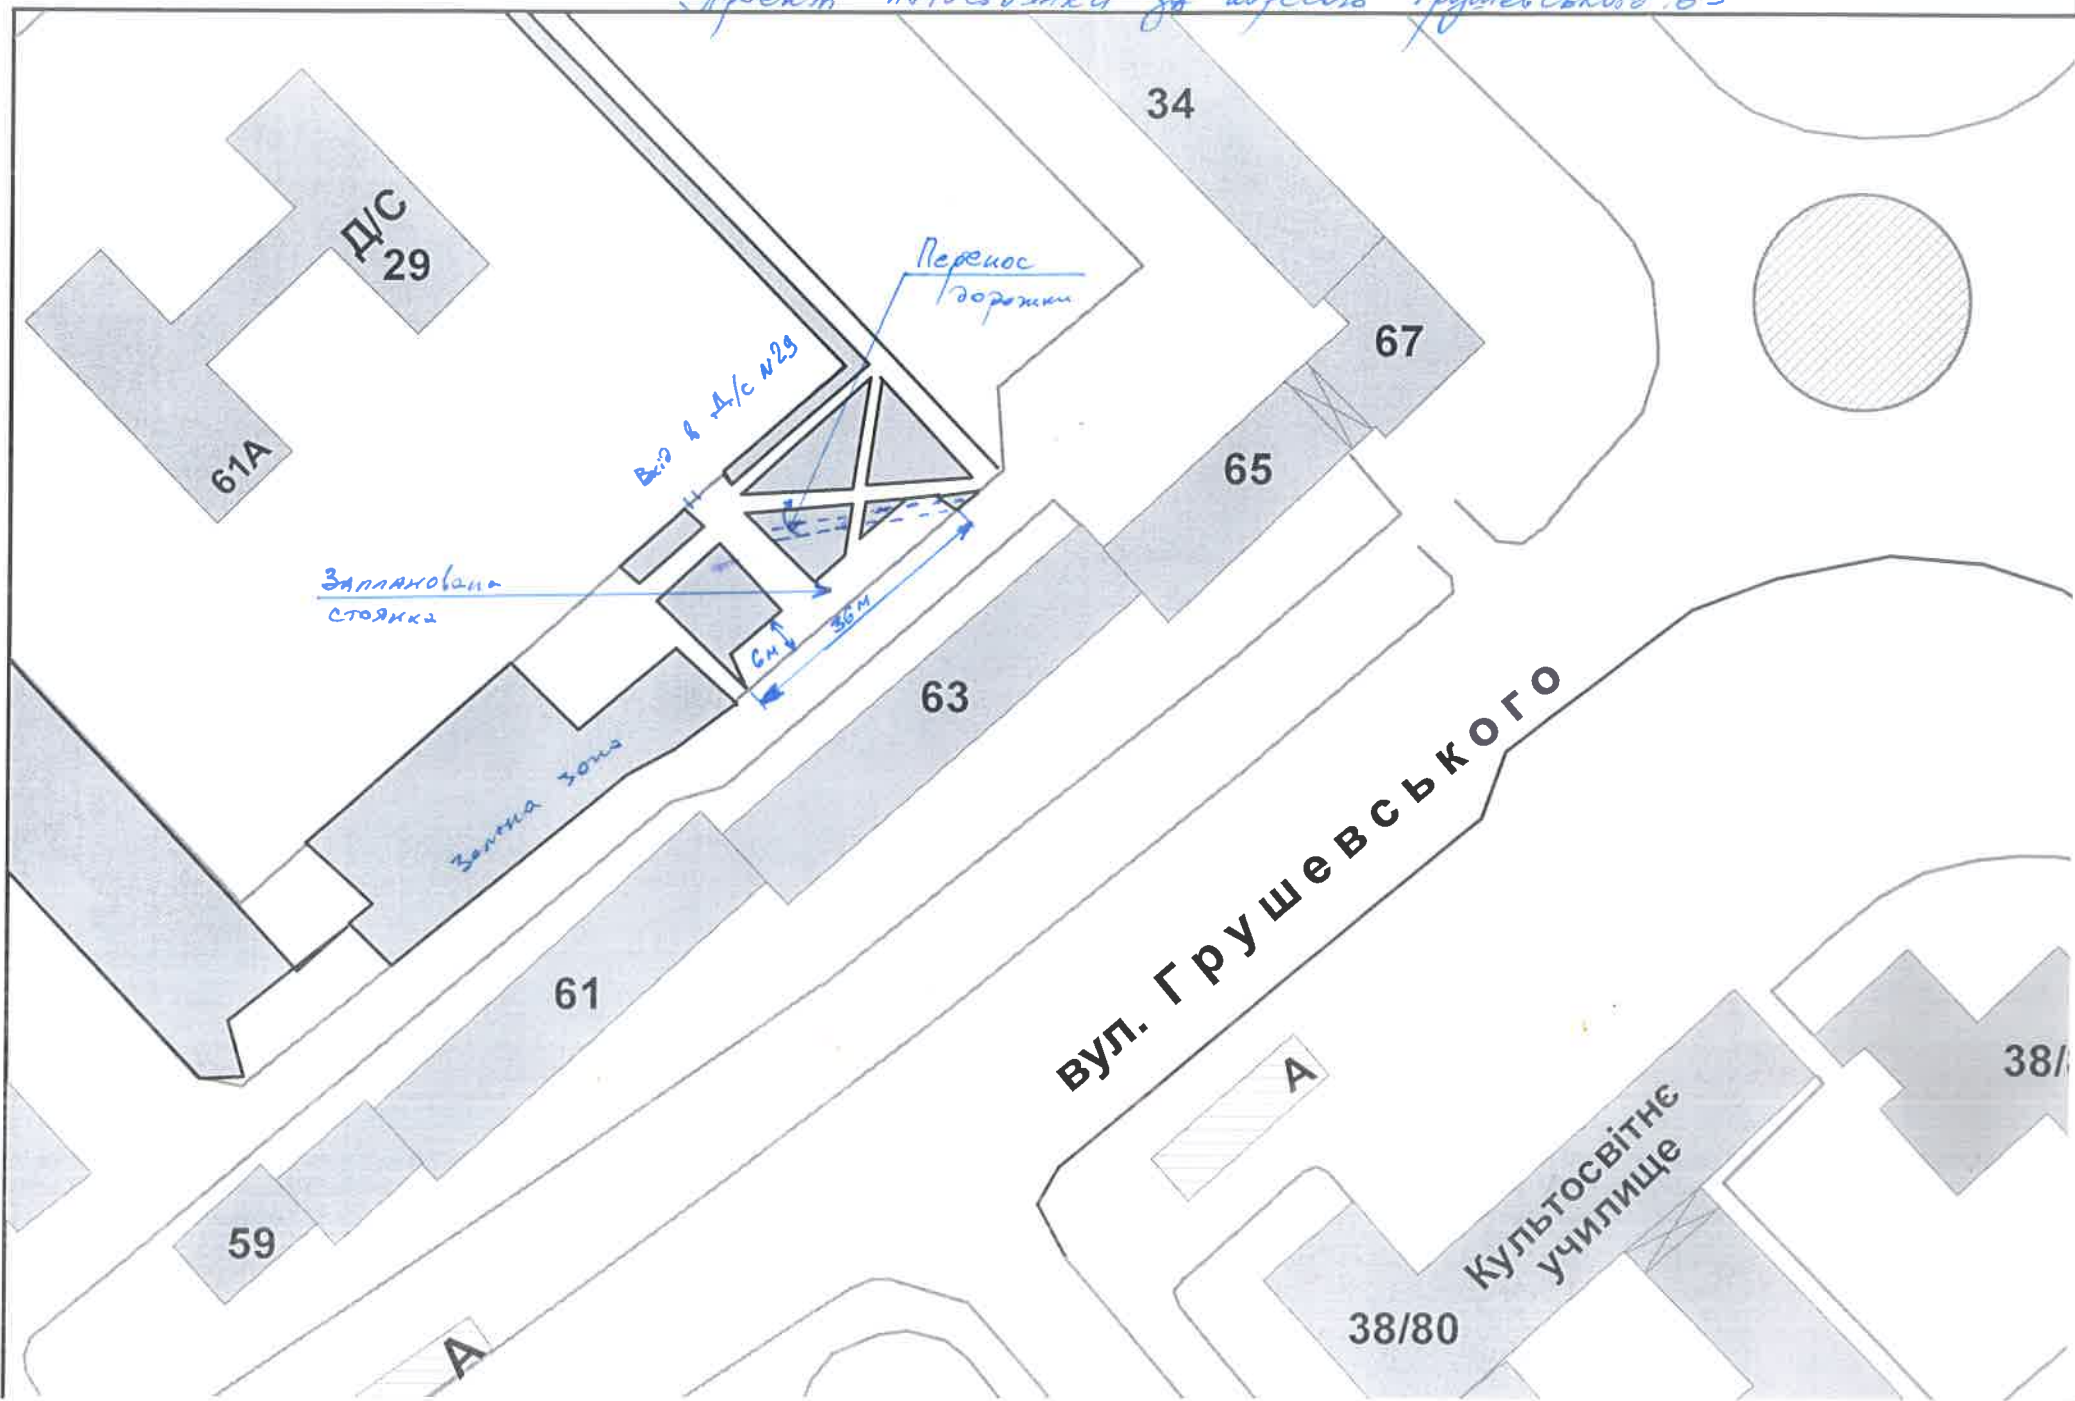 34
Д/С
29
Перенос
дорожки
67
Вхід в Д/с №29
61А
65
Запланована
стоянка
36м
6м
63
Зелена зона
вул. Грушевського
61
А
38/
Культосвітнє
училище
59
38/80
А